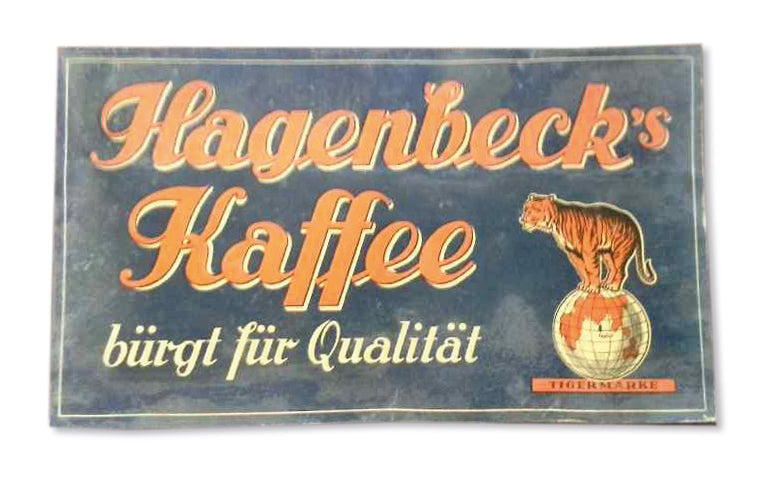 Hagenbeck's
Kaffee
bürgt für Qualität
TIGERMARKE